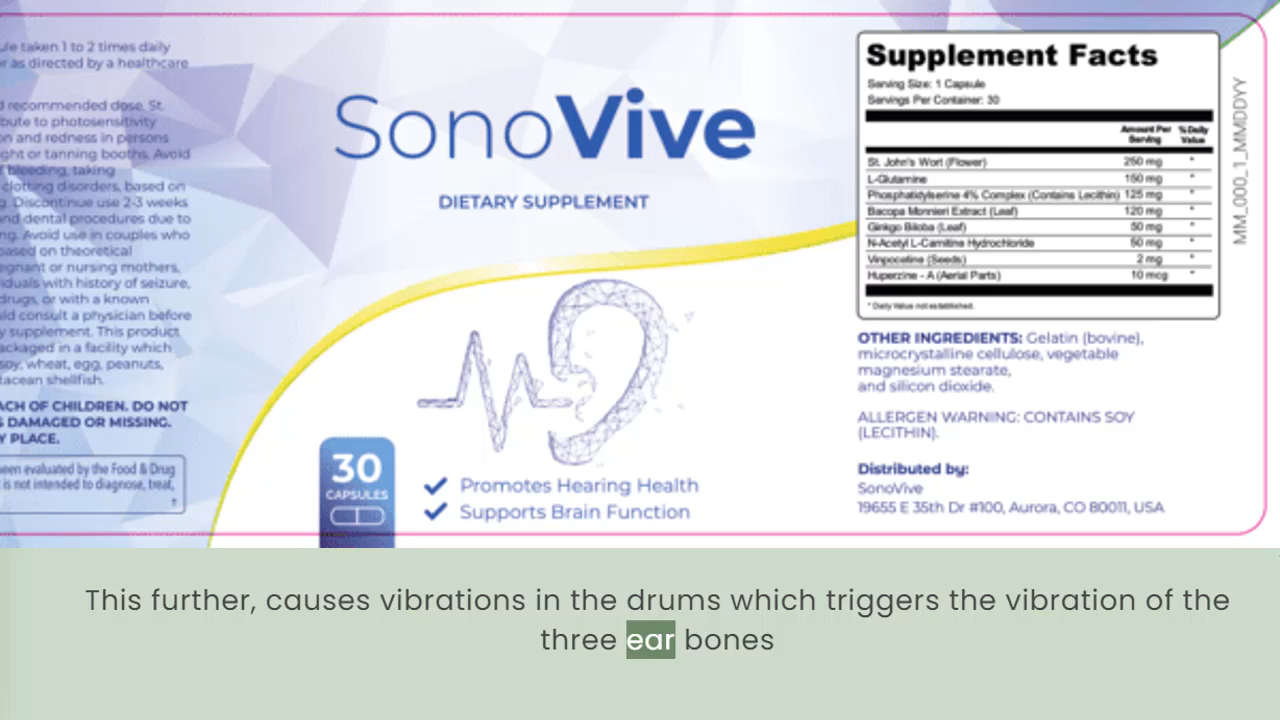 ule taken 1 to 2 times daily
or as directed by a healthcare
d recommended dose, St.
bute to photosensitivity
on and redness in persons
ght or tanning booths. Avoid
f bleeding, taking
clotting disorders, based on
g. Discontinue use 2-3 weeks
and dental procedures due to
ng. Avoid use in couples who
based on theoretical
egnant or nursing mothers,
viduals with history of seizure,
drugs, or with a known
uld consult a physician before
y supplement. This product
ackaged in a facility which
soy, wheat, egg, peanuts,
tacean shellfish.
ACH OF CHILDREN. DO NOT
S DAMAGED OR MISSING.
Y PLACE.
een evaluated by the Food & Drug
is not intended to diagnose, treat,
SonoVive
DIETARY SUPPLEMENT
30
CAPSULES
Promotes Hearing Health
Supports Brain Function
Supplement Facts
Serving Size: 1 Capsule
Servings Per Container: 30
Amount Per Serving
% Daily Value
St. John's Wort (Flower) 250 mg *
L-Glutamine 150 mg *
Phosphatidylserine 4% Complex (Contains Lecithin) 125 mg *
Bacopa Monnieri Extract (Leaf) 120 mg *
Ginkgo Biloba (Leaf) 50 mg *
N-Acetyl L-Carnitine Hydrochloride 50 mg *
Vinpocetine (Seeds) 2 mg *
Huperzine - A (Aerial Parts) 10 mcg *
* Daily Value not established.
MM_000_1_MMDDYY
OTHER INGREDIENTS: Gelatin (bovine),
microcrystalline cellulose, vegetable
magnesium stearate,
and silicon dioxide.
ALLERGEN WARNING: CONTAINS SOY
(LECITHIN).
Distributed by:
SonoVive
19655 E 35th Dr #100, Aurora, CO 80011, USA
This further, causes vibrations in the drums which triggers the vibration of the
three ear bones